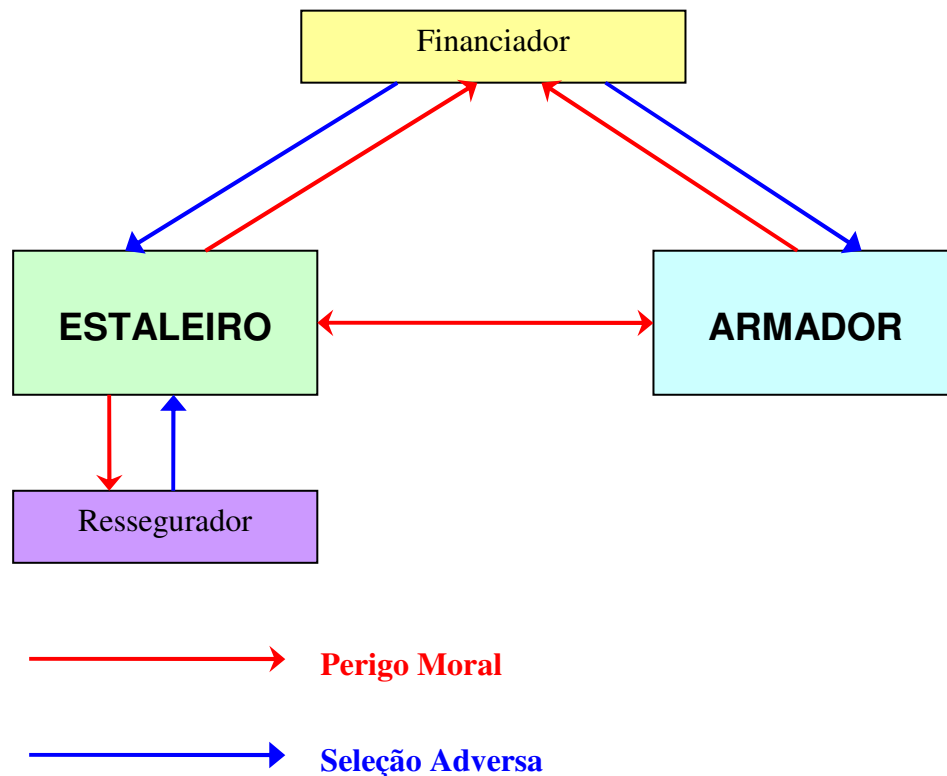 Financiador
ESTALEIRO
ARMADOR
Ressegurador
Perigo Moral
Seleção Adversa